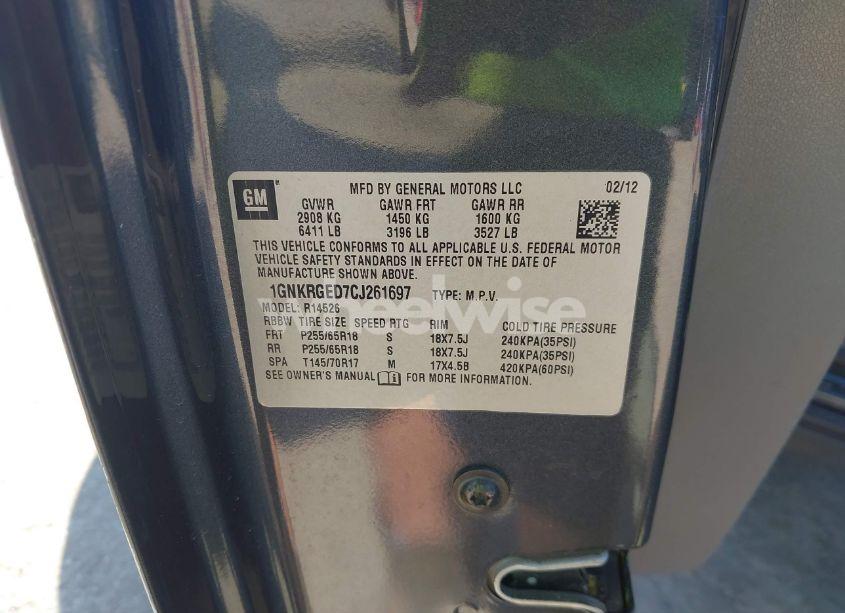 GM
MFD BY GENERAL MOTORS LLC 02/12
GVWR GAWR FRT GAWR RR
2908 KG 1450 KG 1600 KG
6411 LB 3196 LB 3527 LB
THIS VEHICLE CONFORMS TO ALL APPLICABLE U.S. FEDERAL MOTOR
VEHICLE SAFETY STANDARDS IN EFFECT ON THE DATE OF
MANUFACTURE SHOWN ABOVE.
1GNKRGED7CJ261697 TYPE: M.P.V.
wheelwise
MODEL: R14526
RBBW TIRE SIZE SPEED RTG RIM COLD TIRE PRESSURE
FRT P255/65R18 S 18X7.5J 240KPA(35PSI)
RR P255/65R18 S 18X7.5J 240KPA(35PSI)
SPA T145/70R17 M 17X4.5B 420KPA(60PSI)
SEE OWNER'S MANUAL FOR MORE INFORMATION.